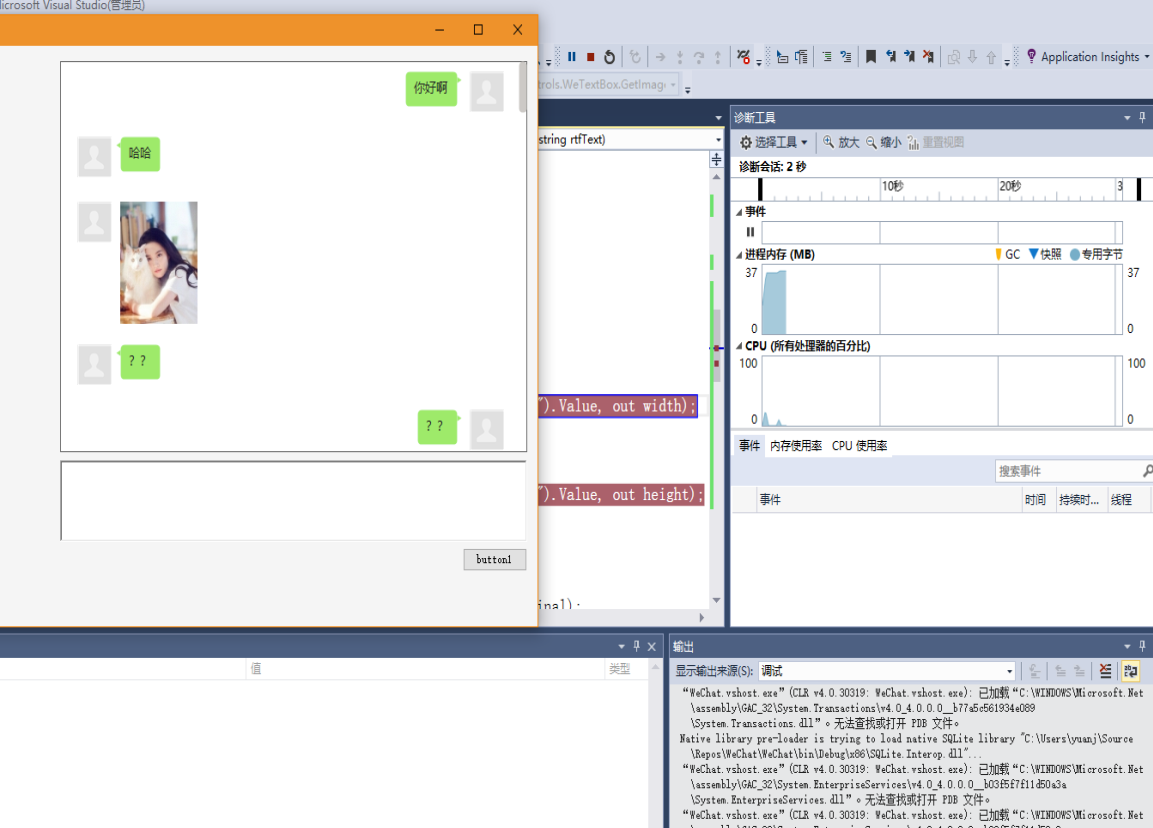 icrosoft Visual Studio(管理员)
Application Insights
trols.WeTextBox.GetImag
string rtfText)
诊断工具
选择工具 放大 缩小 重置视图
诊断会话: 2 秒
10秒 20秒 3
事件
进程内存 (MB) GC 快照 专用字节
37 37
0 0
CPU (所有处理器的百分比)
100 100
0 0
事件 内存使用率 CPU 使用率
搜索事件
事件 时间 持续时... 线程
你好啊
哈哈
? ?
? ?
button1
").Value, out width);
").Value, out height);
inal);
值 类型
输出
显示输出来源(S): 调试
“WeChat.vshost.exe”(CLR v4.0.30319: WeChat.vshost.exe): 已加载“C:\WINDOWS\Microsoft.Net
\assembly\GAC_32\System.Transactions\v4.0_4.0.0.0__b77a5c561934e089
\System.Transactions.dll”。无法查找或打开 PDB 文件。
Native library pre-loader is trying to load native SQLite library "C:\Users\yuanj\Source
\Repos\WeChat\WeChat\bin\Debug\x86\SQLite.Interop.dll"...
“WeChat.vshost.exe”(CLR v4.0.30319: WeChat.vshost.exe): 已加载“C:\WINDOWS\Microsoft.Net
\assembly\GAC_32\System.EnterpriseServices\v4.0_4.0.0.0__b03f5f7f11d50a3a
\System.EnterpriseServices.dll”。无法查找或打开 PDB 文件。
“WeChat.vshost.exe”(CLR v4.0.30319: WeChat.vshost.exe): 已加载“C:\WINDOWS\Microsoft.Net